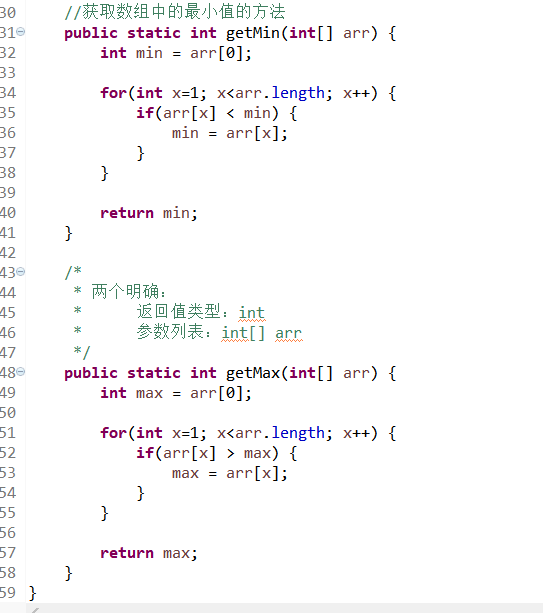 30 //获取数组中的最小值的方法
31 public static int getMin(int[] arr) {
32 int min = arr[0];
33
34 for(int x=1; x<arr.length; x++) {
35 if(arr[x] < min) {
36 min = arr[x];
37 }
38 }
39
40 return min;
41 }
42
43 /*
44 * 两个明确：
45 * 返回值类型：int
46 * 参数列表：int[] arr
47 */
48 public static int getMax(int[] arr) {
49 int max = arr[0];
50
51 for(int x=1; x<arr.length; x++) {
52 if(arr[x] > max) {
53 max = arr[x];
54 }
55 }
56
57 return max;
58 }
59 }